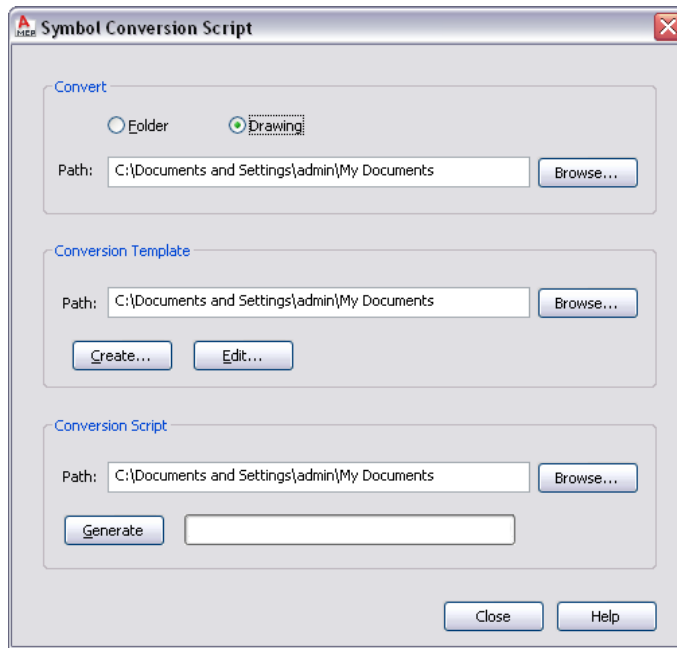 A
MEP
Symbol Conversion Script
Convert
Folder
Drawing
Path: C:\Documents and Settings\admin\My Documents Browse...
Conversion Template
Path: C:\Documents and Settings\admin\My Documents Browse...
Create... Edit...
Conversion Script
Path: C:\Documents and Settings\admin\My Documents Browse...
Generate
Close Help